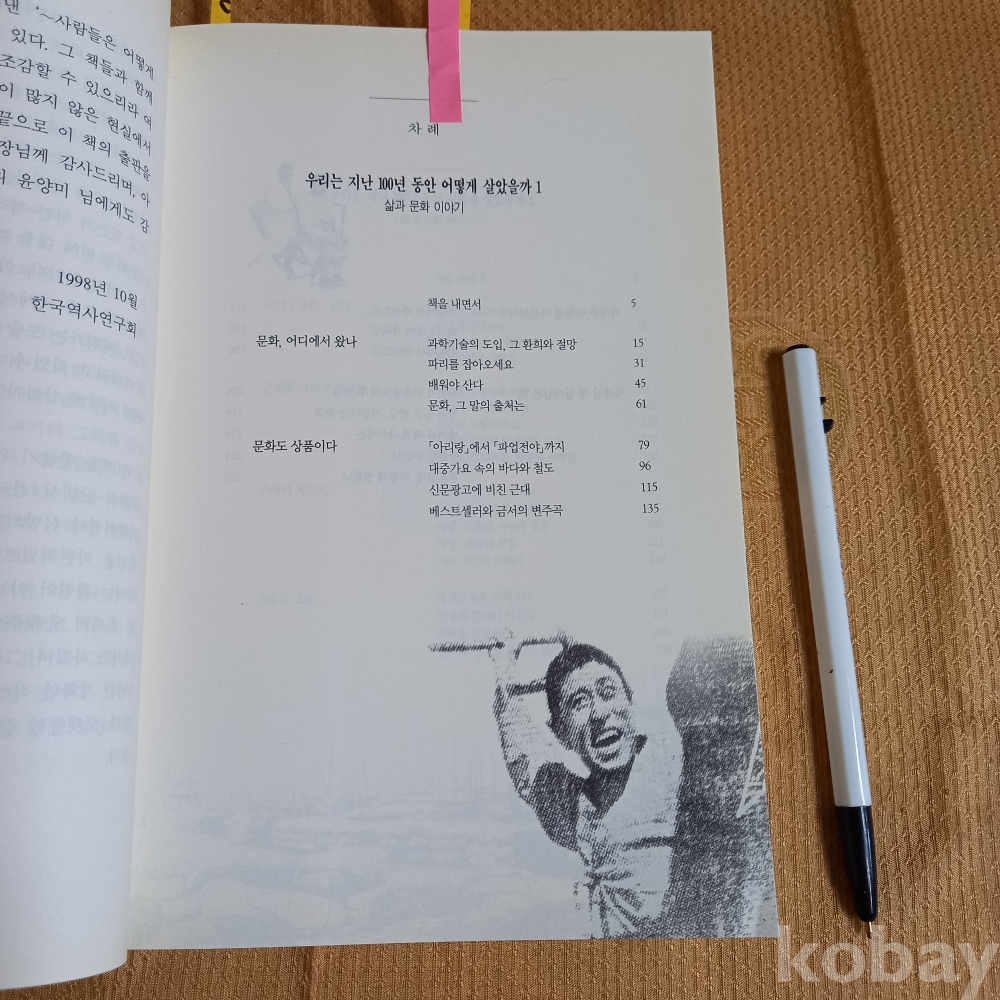 낸 '~사람들은 어떻게
있다. 그 책들과 함께
조감할 수 있으리라 여
이 많지 않은 현실에서
끝으로 이 책의 출판을
장님께 감사드리며, 아
윤양미 님에게도 감
1998년 10월
한국역사연구회
차례
우리는 지난 100년 동안 어떻게 살았을까 1
삶과 문화 이야기
책을 내면서 5
문화, 어디에서 왔나 과학기술의 도입, 그 환희와 절망 15
파리를 잡아오세요 31
배워야 산다 45
문화, 그 말의 출처는 61
문화도 상품이다 「아리랑」에서 「파업전야」까지 79
대중가요 속의 바다와 철도 96
신문광고에 비친 근대 115
베스트셀러와 금서의 변주곡 135
kobay